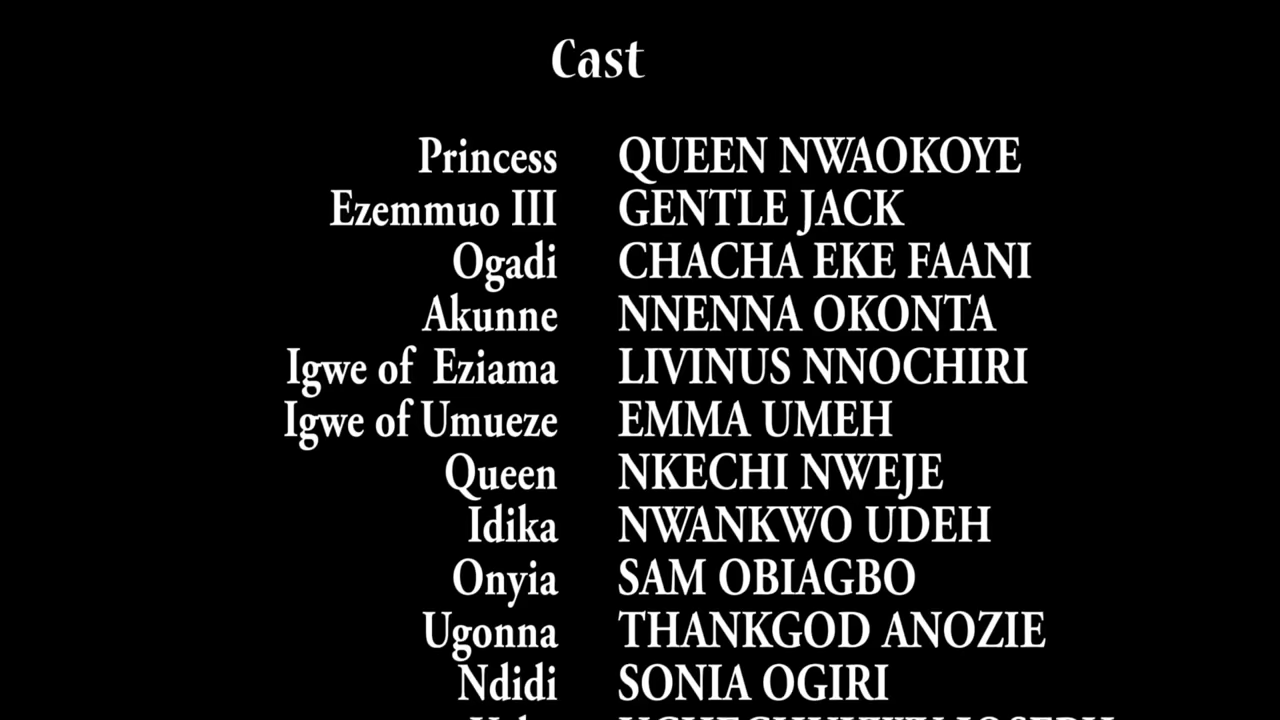 Cast
Princess QUEEN NWAOKOYE
Ezemmuo III GENTLE JACK
Ogadi CHACHA EKE FAANI
Akunne NNENNA OKONTA
Igwe of Eziama LIVINUS NNOCHIRI
Igwe of Umueze EMMA UMEH
Queen NKECHI NWEJE
Idika NWANKWO UDEH
Onyia SAM OBIAGBO
Ugonna THANKGOD ANOZIE
Ndidi SONIA OGIRI